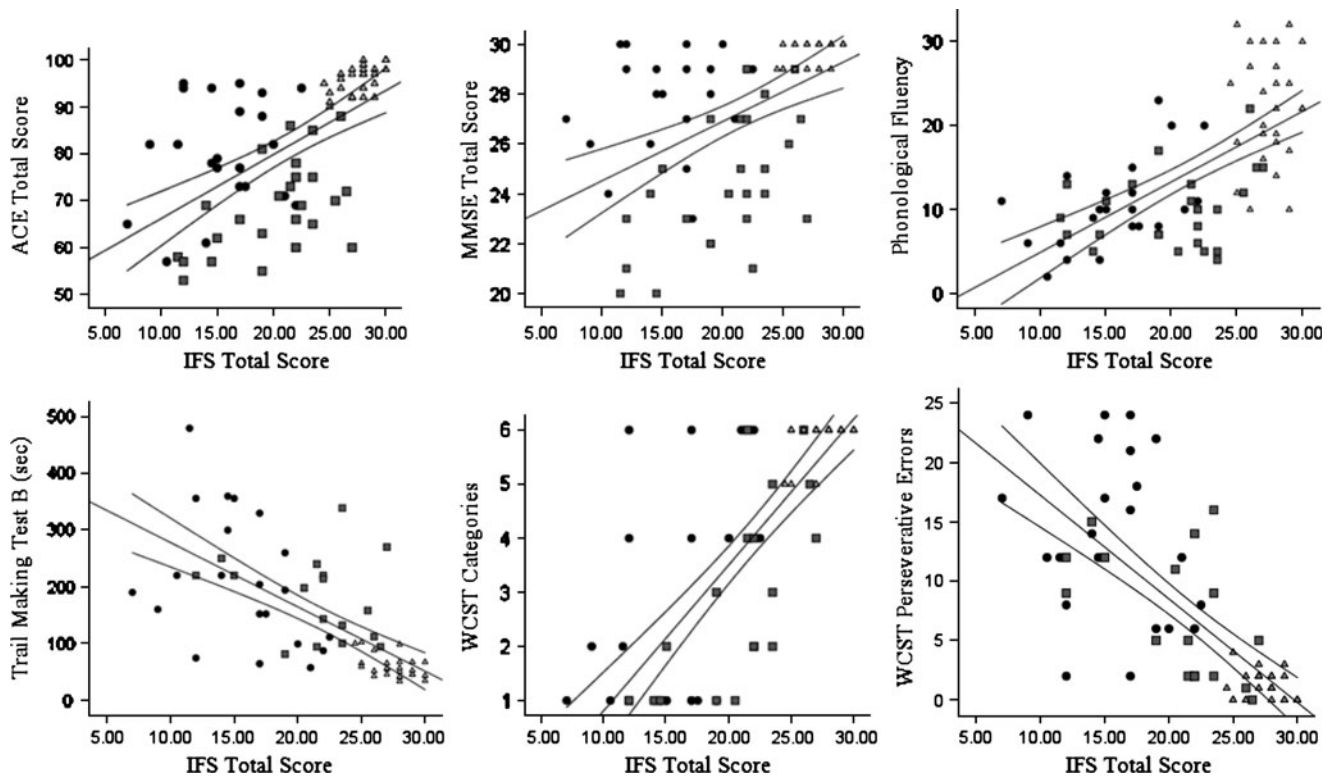 ACE Total Score
100
90
80
70
60
50
5.00 10.00 15.00 20.00 25.00 30.00
IFS Total Score
MMSE Total Score
30
28
26
24
22
20
5.00 10.00 15.00 20.00 25.00 30.00
IFS Total Score
Phonological Fluency
30
20
10
0
5.00 10.00 15.00 20.00 25.00 30.00
IFS Total Score
Trail Making Test B (sec)
500
400
300
200
100
0
5.00 10.00 15.00 20.00 25.00 30.00
IFS Total Score
WCST Categories
6
5
4
3
2
1
5.00 10.00 15.00 20.00 25.00 30.00
IFS Total Score
WCST Perseverative Errors
25
20
15
10
5
0
5.00 10.00 15.00 20.00 25.00 30.00
IFS Total Score